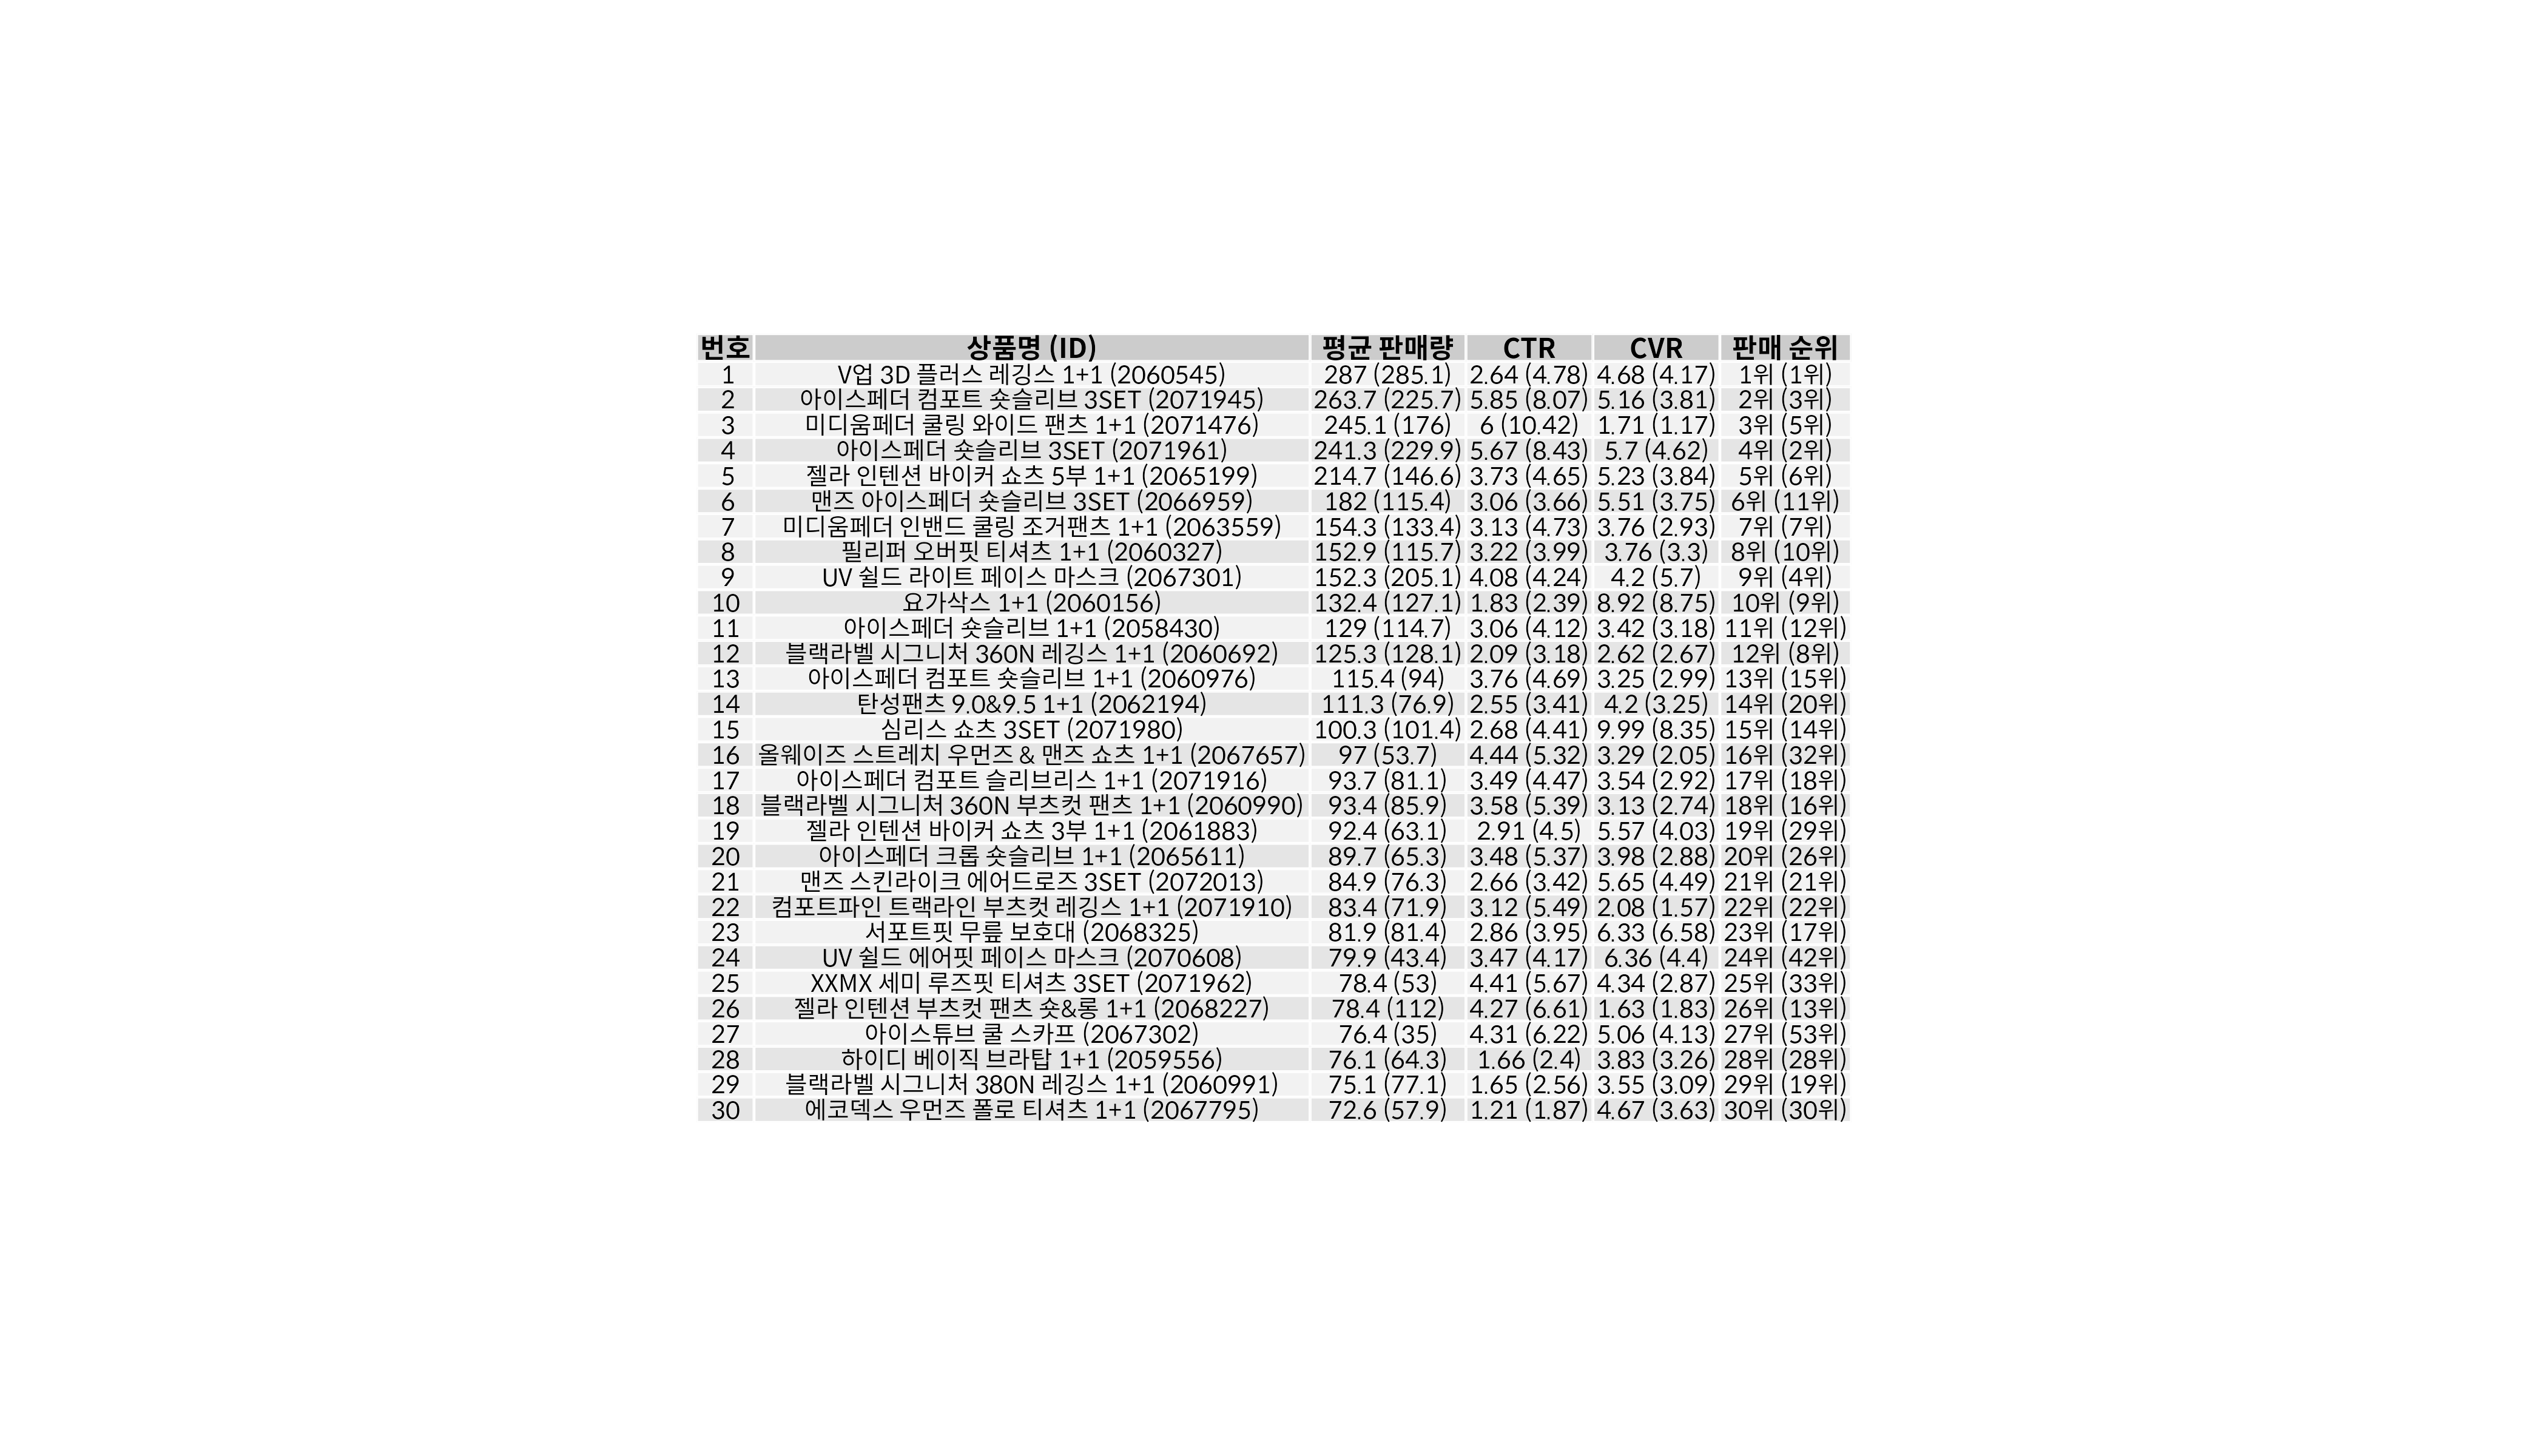 번호 상품명 (ID) 평균 판매량 CTR CVR 판매 순위
1 V업 3D 플러스 레깅스 1+1 (2060545) 287 (285.1) 2.64 (4.78) 4.68 (4.17) 1위 (1위)
2 아이스페더 컴포트 숏슬리브 3SET (2071945) 263.7 (225.7) 5.85 (8.07) 5.16 (3.81) 2위 (3위)
3 미디움페더 쿨링 와이드 팬츠 1+1 (2071476) 245.1 (176) 6 (10.42) 1.71 (1.17) 3위 (5위)
4 아이스페더 숏슬리브 3SET (2071961) 241.3 (229.9) 5.67 (8.43) 5.7 (4.62) 4위 (2위)
5 젤라 인텐션 바이커 쇼츠 5부 1+1 (2065199) 214.7 (146.6) 3.73 (4.65) 5.23 (3.84) 5위 (6위)
6 맨즈 아이스페더 숏슬리브 3SET (2066959) 182 (115.4) 3.06 (3.66) 5.51 (3.75) 6위 (11위)
7 미디움페더 인밴드 쿨링 조거팬츠 1+1 (2063559) 154.3 (133.4) 3.13 (4.73) 3.76 (2.93) 7위 (7위)
8 필리퍼 오버핏 티셔츠 1+1 (2060327) 152.9 (115.7) 3.22 (3.99) 3.76 (3.3) 8위 (10위)
9 UV 쉴드 라이트 페이스 마스크 (2067301) 152.3 (205.1) 4.08 (4.24) 4.2 (5.7) 9위 (4위)
10 요가삭스 1+1 (2060156) 132.4 (127.1) 1.83 (2.39) 8.92 (8.75) 10위 (9위)
11 아이스페더 숏슬리브 1+1 (2058430) 129 (114.7) 3.06 (4.12) 3.42 (3.18) 11위 (12위)
12 블랙라벨 시그니처 360N 레깅스 1+1 (2060692) 125.3 (128.1) 2.09 (3.18) 2.62 (2.67) 12위 (8위)
13 아이스페더 컴포트 숏슬리브 1+1 (2060976) 115.4 (94) 3.76 (4.69) 3.25 (2.99) 13위 (15위)
14 탄성팬츠 9.0&9.5 1+1 (2062194) 111.3 (76.9) 2.55 (3.41) 4.2 (3.25) 14위 (20위)
15 심리스 쇼츠 3SET (2071980) 100.3 (101.4) 2.68 (4.41) 9.99 (8.35) 15위 (14위)
16 올웨이즈 스트레치 우먼즈 & 맨즈 쇼츠 1+1 (2067657) 97 (53.7) 4.44 (5.32) 3.29 (2.05) 16위 (32위)
17 아이스페더 컴포트 슬리브리스 1+1 (2071916) 93.7 (81.1) 3.49 (4.47) 3.54 (2.92) 17위 (18위)
18 블랙라벨 시그니처 360N 부츠컷 팬츠 1+1 (2060990) 93.4 (85.9) 3.58 (5.39) 3.13 (2.74) 18위 (16위)
19 젤라 인텐션 바이커 쇼츠 3부 1+1 (2061883) 92.4 (63.1) 2.91 (4.5) 5.57 (4.03) 19위 (29위)
20 아이스페더 크롭 숏슬리브 1+1 (2065611) 89.7 (65.3) 3.48 (5.37) 3.98 (2.88) 20위 (26위)
21 맨즈 스킨라이크 에어드로즈 3SET (2072013) 84.9 (76.3) 2.66 (3.42) 5.65 (4.49) 21위 (21위)
22 컴포트파인 트랙라인 부츠컷 레깅스 1+1 (2071910) 83.4 (71.9) 3.12 (5.49) 2.08 (1.57) 22위 (22위)
23 서포트핏 무릎 보호대 (2068325) 81.9 (81.4) 2.86 (3.95) 6.33 (6.58) 23위 (17위)
24 UV 쉴드 에어핏 페이스 마스크 (2070608) 79.9 (43.4) 3.47 (4.17) 6.36 (4.4) 24위 (42위)
25 XXMX 세미 루즈핏 티셔츠 3SET (2071962) 78.4 (53) 4.41 (5.67) 4.34 (2.87) 25위 (33위)
26 젤라 인텐션 부츠컷 팬츠 숏&롱 1+1 (2068227) 78.4 (112) 4.27 (6.61) 1.63 (1.83) 26위 (13위)
27 아이스튜브 쿨 스카프 (2067302) 76.4 (35) 4.31 (6.22) 5.06 (4.13) 27위 (53위)
28 하이디 베이직 브라탑 1+1 (2059556) 76.1 (64.3) 1.66 (2.4) 3.83 (3.26) 28위 (28위)
29 블랙라벨 시그니처 380N 레깅스 1+1 (2060991) 75.1 (77.1) 1.65 (2.56) 3.55 (3.09) 29위 (19위)
30 에코덱스 우먼즈 폴로 티셔츠 1+1 (2067795) 72.6 (57.9) 1.21 (1.87) 4.67 (3.63) 30위 (30위)